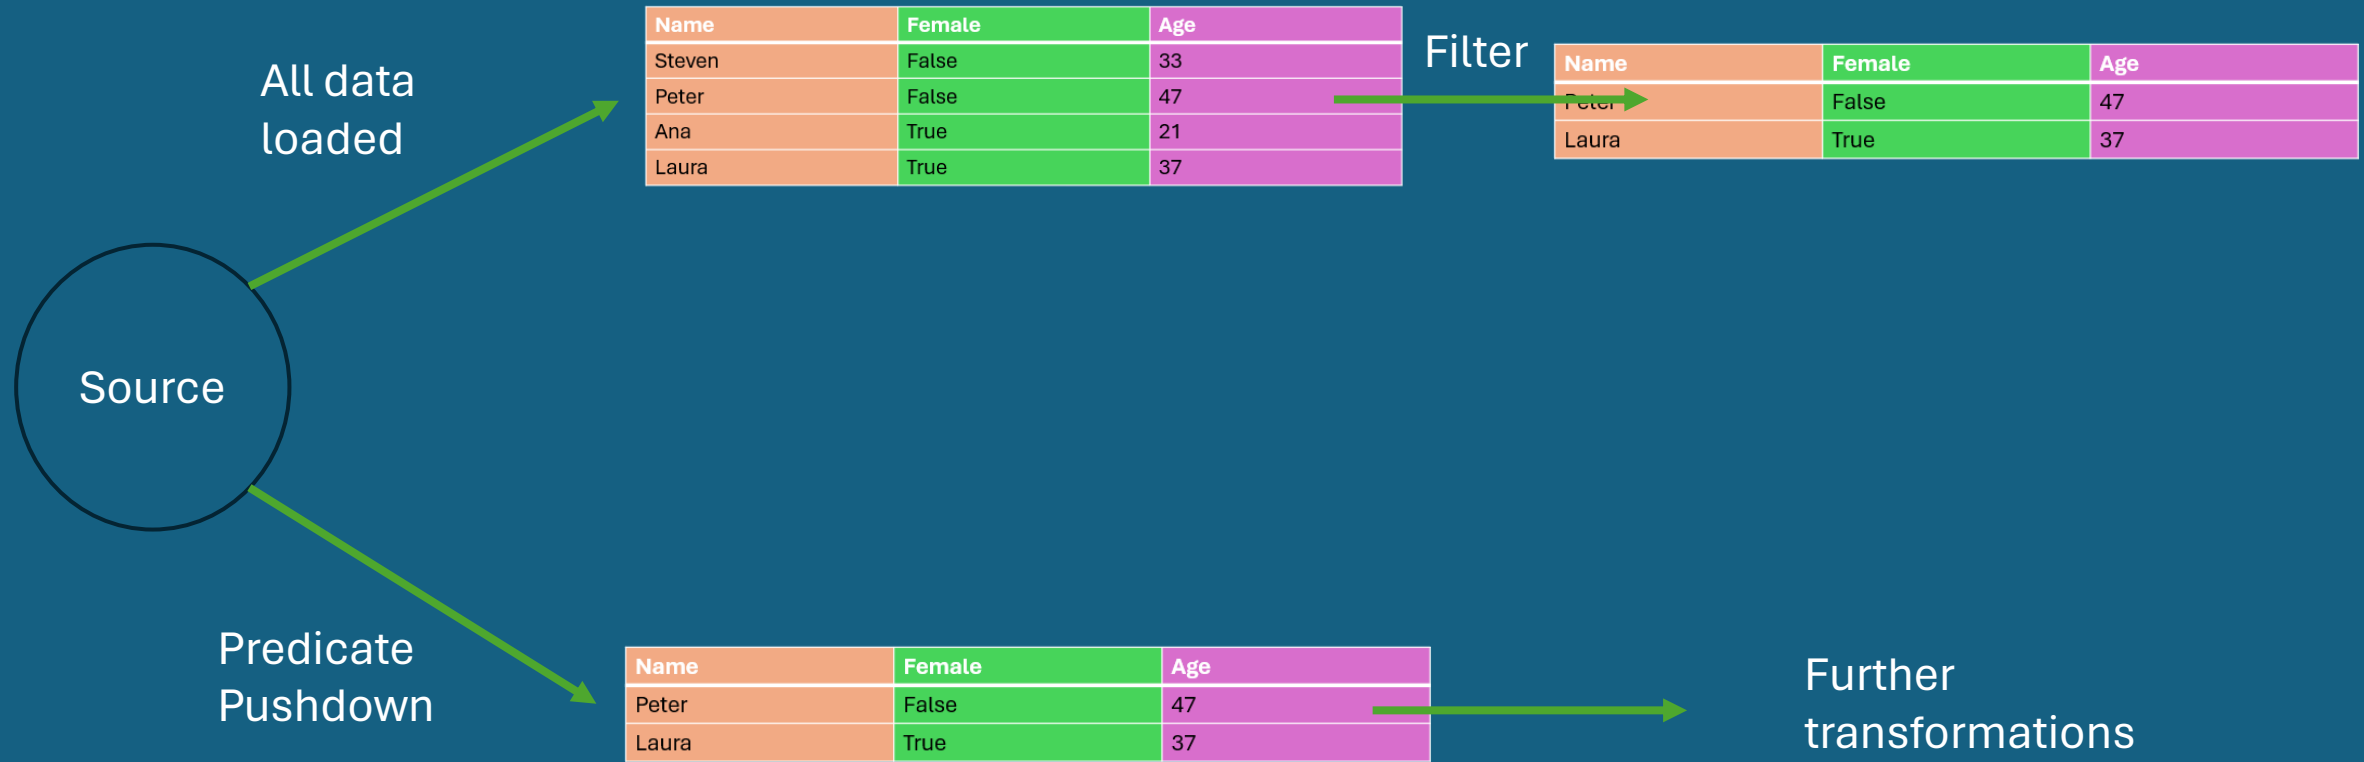 All data
loaded
Name Female Age
Steven False 33
Peter False 47
Ana True 21
Laura True 37
Filter
Name Female Age
Peter False 47
Laura True 37
Source
Predicate
Pushdown
Name Female Age
Peter False 47
Laura True 37
Further
transformations